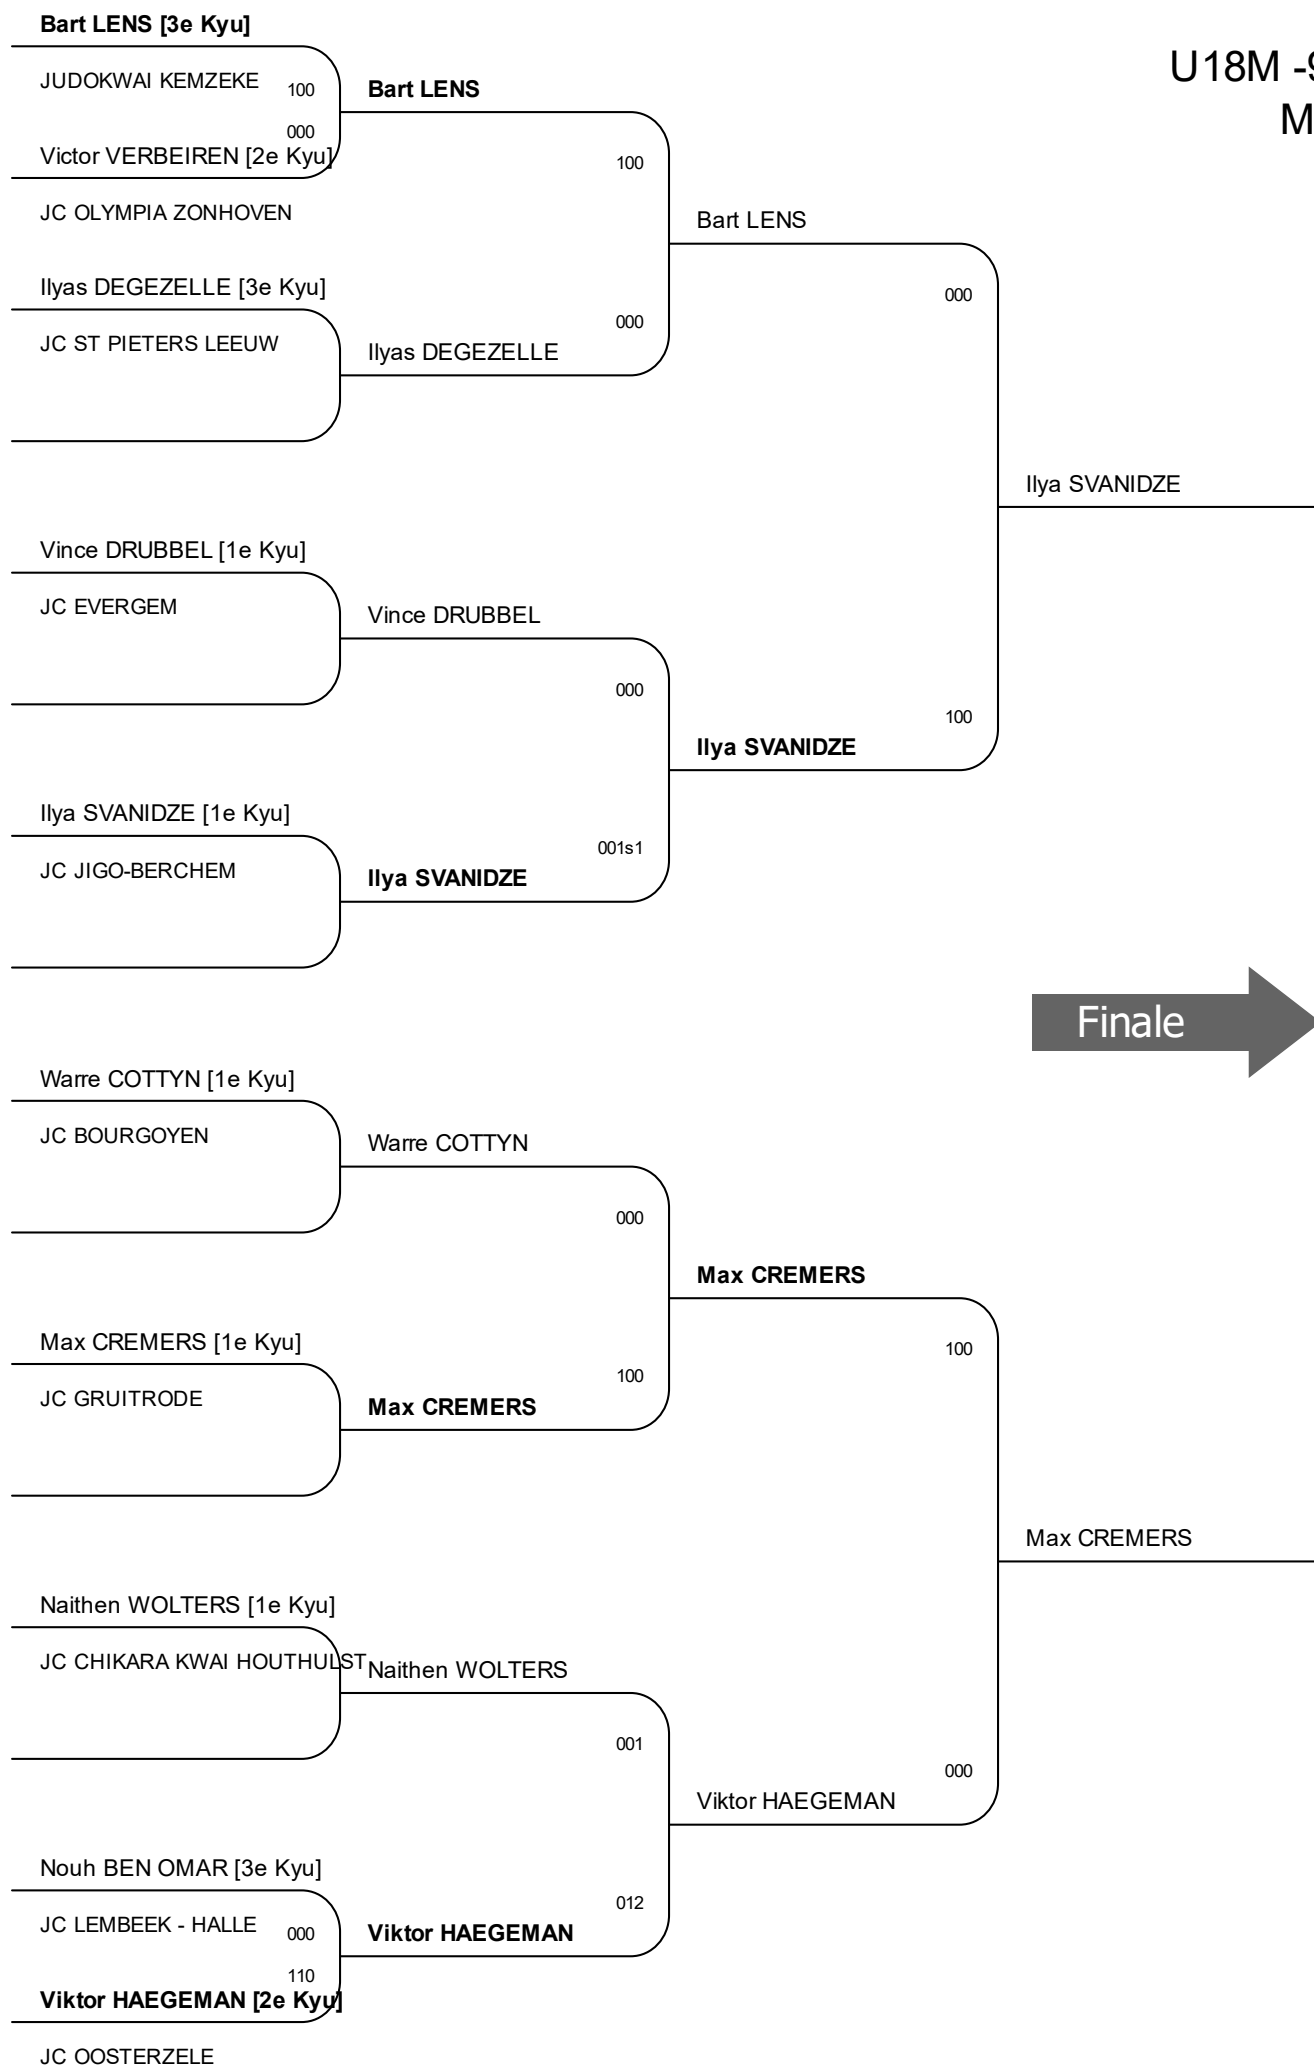 Bart LENS [3e Kyu]
JUDOKWAI KEMZEKE
100
000
Victor VERBEIREN [2e Kyu]
JC OLYMPIA ZONHOVEN
Ilyas DEGEZELLE [3e Kyu]
JC ST PIETERS LEEUW
Vince DRUBBEL [1e Kyu]
JC EVERGEM
Ilya SVANIDZE [1e Kyu]
JC JIGO-BERCHEM
Warre COTTYN [1e Kyu]
JC BOURGOYEN
Max CREMERS [1e Kyu]
JC GRUITRODE
Naithen WOLTERS [1e Kyu]
JC CHIKARA KWAI HOUTHULST
Nouh BEN OMAR [3e Kyu]
JC LEMBEEK - HALLE
000
110
Viktor HAEGEMAN [2e Kyu]
JC OOSTERZELE
Bart LENS
100
000
Ilyas DEGEZELLE
Vince DRUBBEL
000
001s1
Ilya SVANIDZE
Warre COTTYN
000
100
Max CREMERS
Naithen WOLTERS
001
012
Viktor HAEGEMAN
Bart LENS
000
100
Ilya SVANIDZE
Max CREMERS
100
000
Viktor HAEGEMAN
U18M -9
M
Ilya SVANIDZE
Finale
Max CREMERS